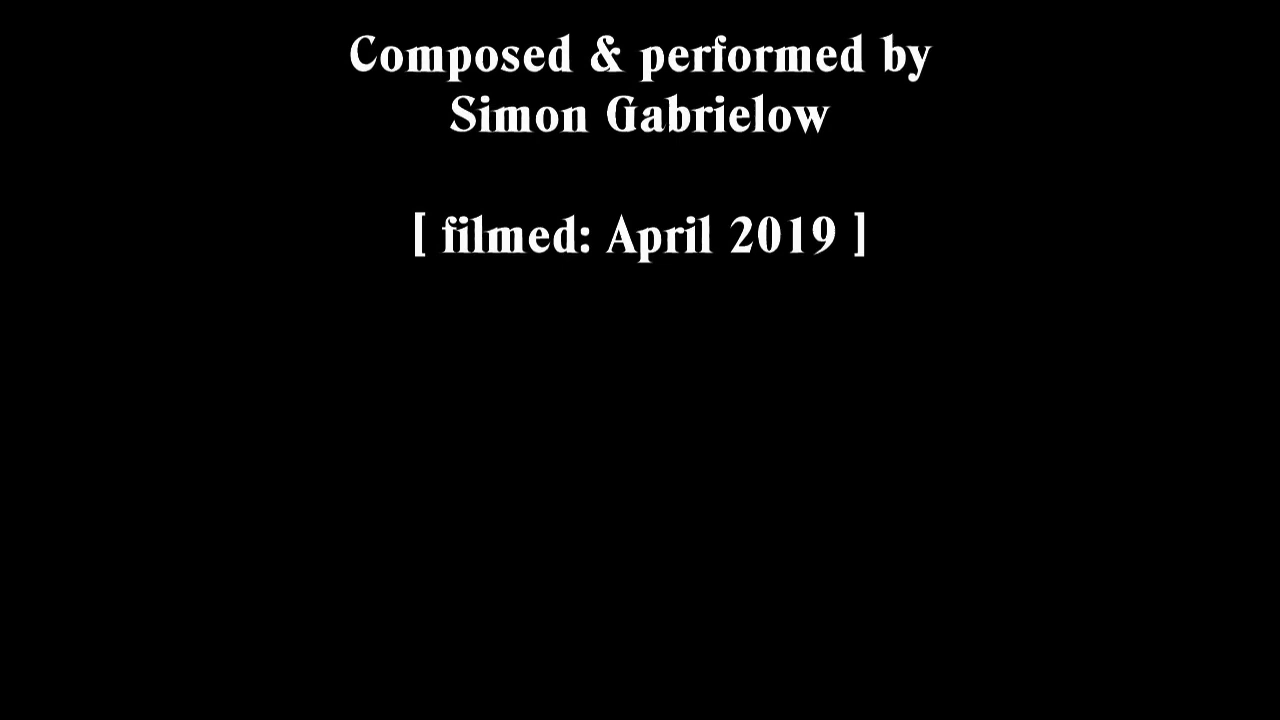 Composed & performed by
Simon Gabrielow
[ filmed: April 2019 ]